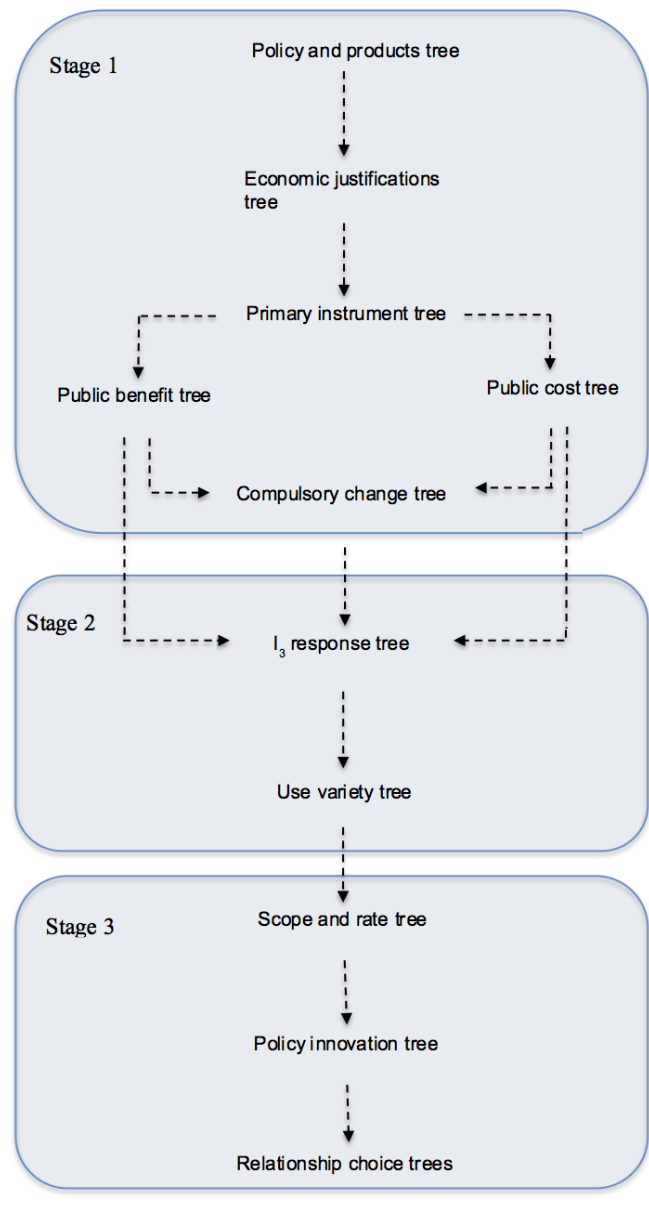 Stage 1
Policy and products tree
Economic justifications
tree
Primary instrument tree
Public benefit tree
Public cost tree
Compulsory change tree
Stage 2
I3 response tree
Use variety tree
Stage 3
Scope and rate tree
Policy innovation tree
Relationship choice trees